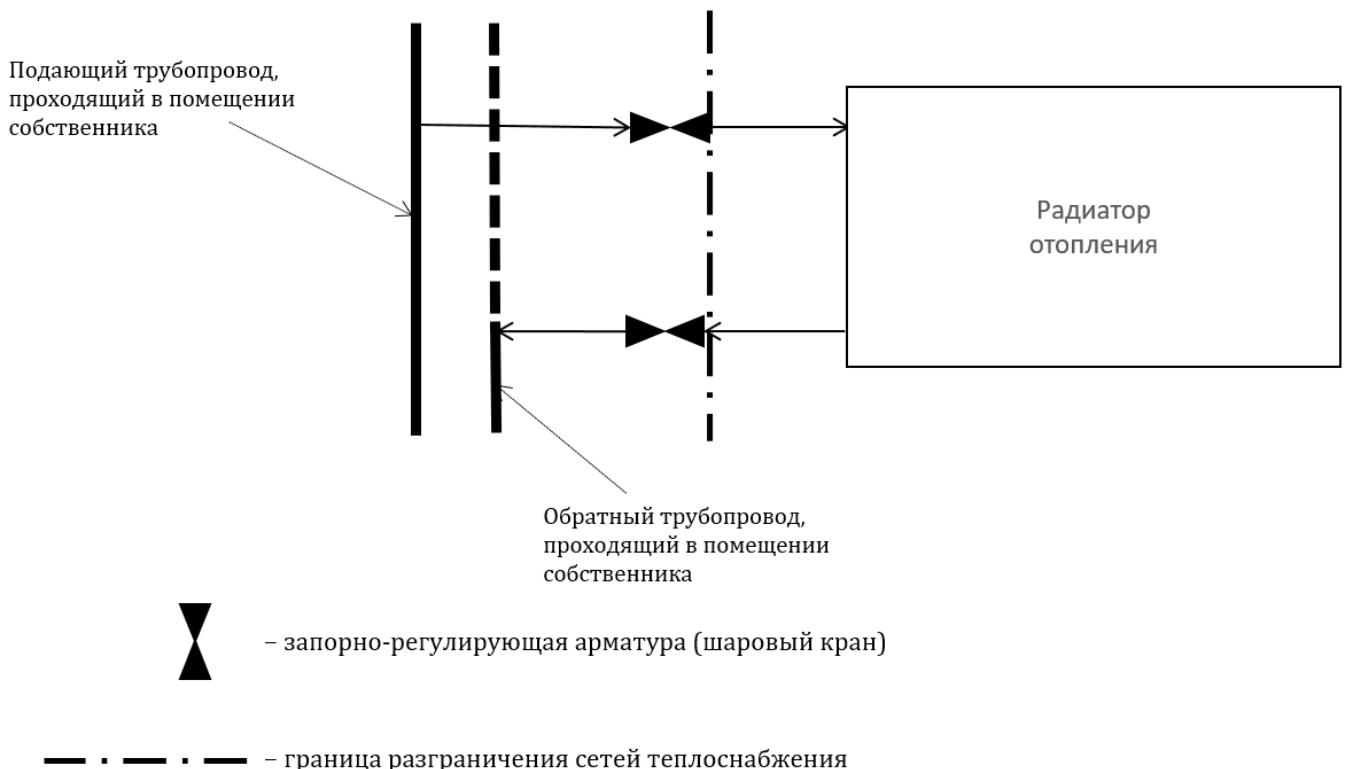 Подающий трубопровод,
проходящий в помещении
собственника
Радиатор
отопления
Обратный трубопровод,
проходящий в помещении
собственника
– запорно-регулирующая арматура (шаровый кран)
– граница разграничения сетей теплоснабжения